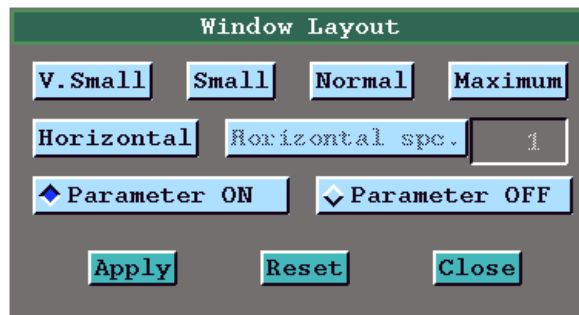 Window Layout
V.Small Small Normal Maximum
Horizontal Horizontal spc. 1
Parameter ON Parameter OFF
Apply Reset Close